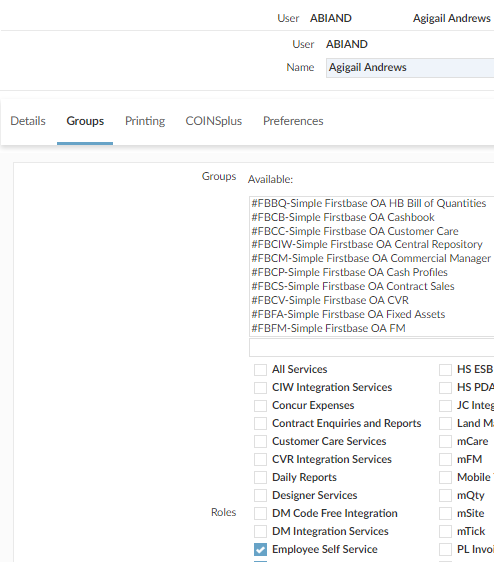 User ABIAND Agigail Andrews
User ABIAND
Name Agigail Andrews
Details Groups Printing COINSplus Preferences
Groups Available:
#FBBQ-Simple Firstbase OA HB Bill of Quantities
#FBCB-Simple Firstbase OA Cashbook
#FBCC-Simple Firstbase OA Customer Care
#FBCIW-Simple Firstbase OA Central Repository
#FBCM-Simple Firstbase OA Commercial Manager
#FBCP-Simple Firstbase OA Cash Profiles
#FBCS-Simple Firstbase OA Contract Sales
#FBCV-Simple Firstbase OA CVR
#FBFA-Simple Firstbase OA Fixed Assets
#FBFM-Simple Firstbase OA FM
All Services HS ESB
CIW Integration Services HS PDA
Concur Expenses JC Integ
Contract Enquiries and Reports Land M
Customer Care Services mCare
CVR Integration Services mFM
Daily Reports Mobile
Designer Services mQty
Roles DM Code Free Integration mSite
DM Integration Services mTick
Employee Self Service PL Invoi